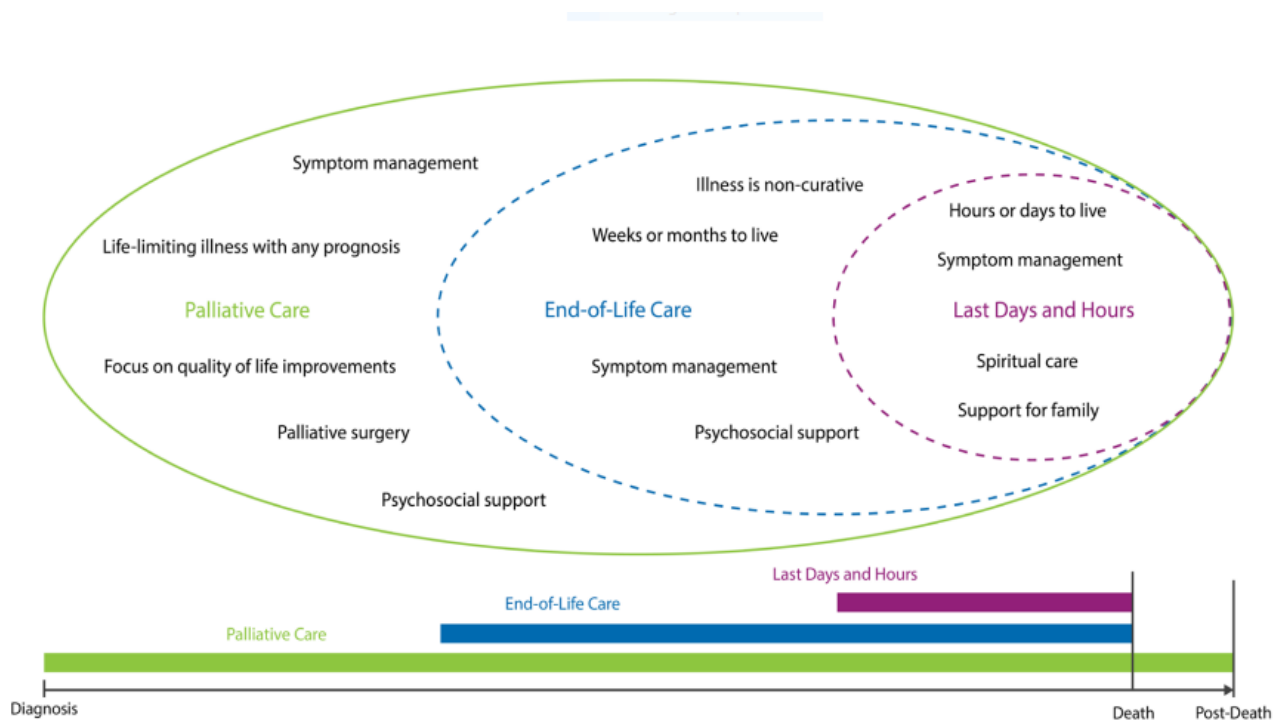 Symptom management
Illness is non-curative
Hours or days to live
Weeks or months to live
Life-limiting illness with any prognosis
Symptom management
Palliative Care
End-of-Life Care
Last Days and Hours
Focus on quality of life improvements
Symptom management
Spiritual care
Support for family
Palliative surgery
Psychosocial support
Psychosocial support
Last Days and Hours
End-of-Life Care
Palliative Care
Diagnosis
Death
Post-Death